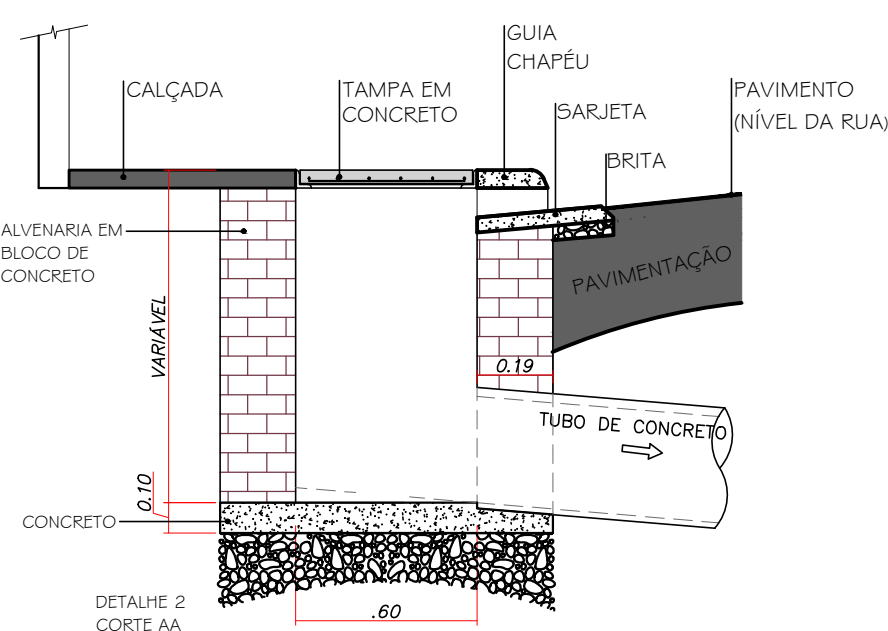 GUIA
CHAPÉU
CALÇADA
TAMPA EM
CONCRETO
SARJETA
PAVIMENTO
(NÍVEL DA RUA)
BRITA
ALVENARIA EM
BLOCO DE
CONCRETO
PAVIMENTAÇÃO
VARIÁVEL
0.19
TUBO DE CONCRETO
0.10
CONCRETO
DETALHE 2
CORTE AA
.60